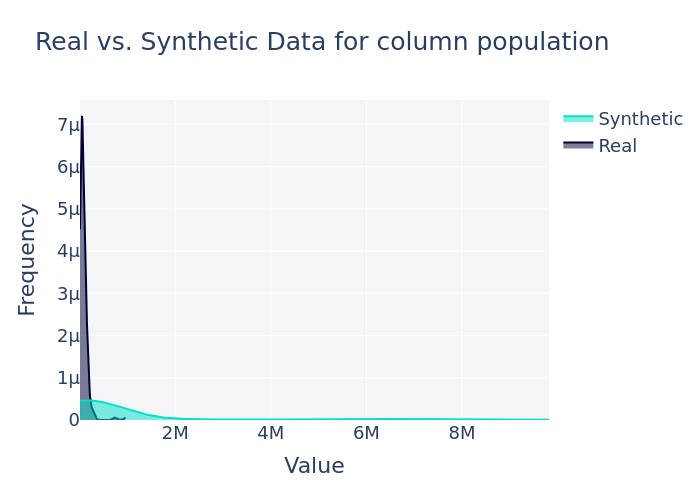 Real vs. Synthetic Data for column population
Synthetic
Real
7μ
6μ
5μ
4μ
3μ
2μ
1μ
0
2M
4M
6M
8M
Value
Frequency